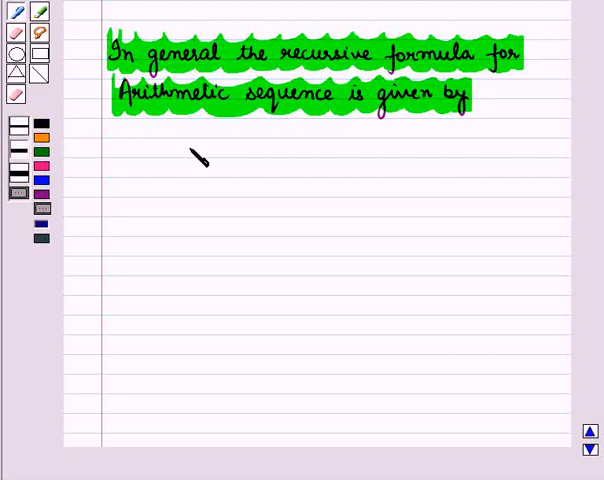 In general the recursive formula for
Arithmetic sequence is given by